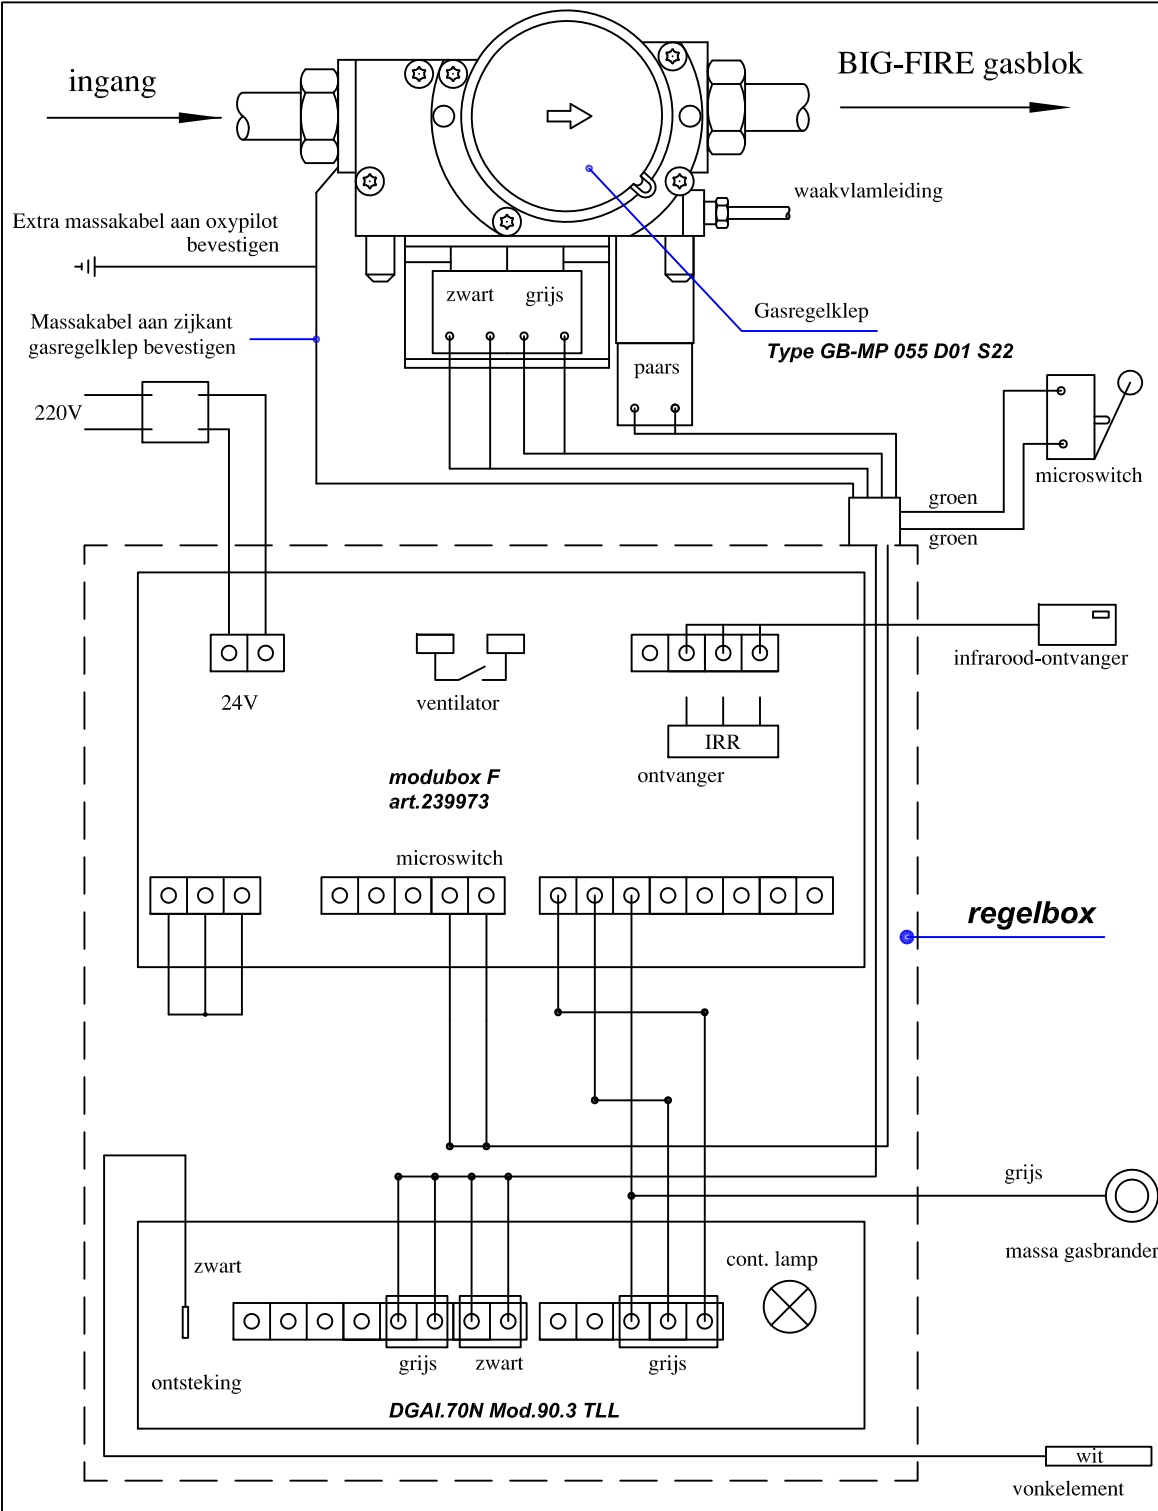 ingang
BIG-FIRE gasblok
waakvlamleiding
Extra massakabel aan oxypilot
bevestigen
zwart
grijs
Gasregelklep
Massakabel aan zijkant
gasregelklep bevestigen
Type GB-MP 055 D01 S22
paars
220V
microswitch
groen
groen
infrarood-ontvanger
24V
ventilator
IRR
ontvanger
modubox F
art.239973
microswitch
regelbox
grijs
massa gasbrander
zwart
cont. lamp
grijs
zwart
grijs
ontsteking
DGAI.70N Mod.90.3 TLL
wit
vonkelement